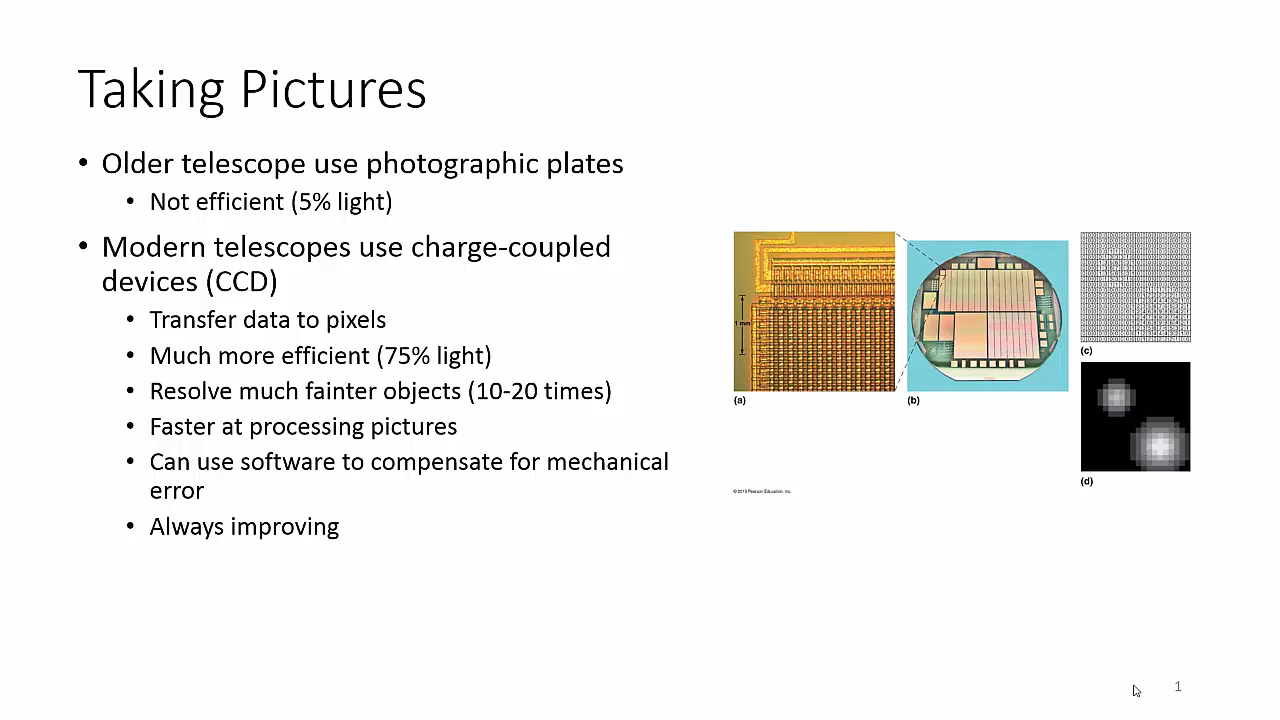 Taking Pictures
• Older telescope use photographic plates
• Not efficient (5% light)
• Modern telescopes use charge-coupled
devices (CCD)
• Transfer data to pixels
• Much more efficient (75% light)
• Resolve much fainter objects (10-20 times)
• Faster at processing pictures
• Can use software to compensate for mechanical
error
• Always improving
1 mm
(a)
(b)
(c)
(d)
© 2013 Pearson Education, Inc.
1